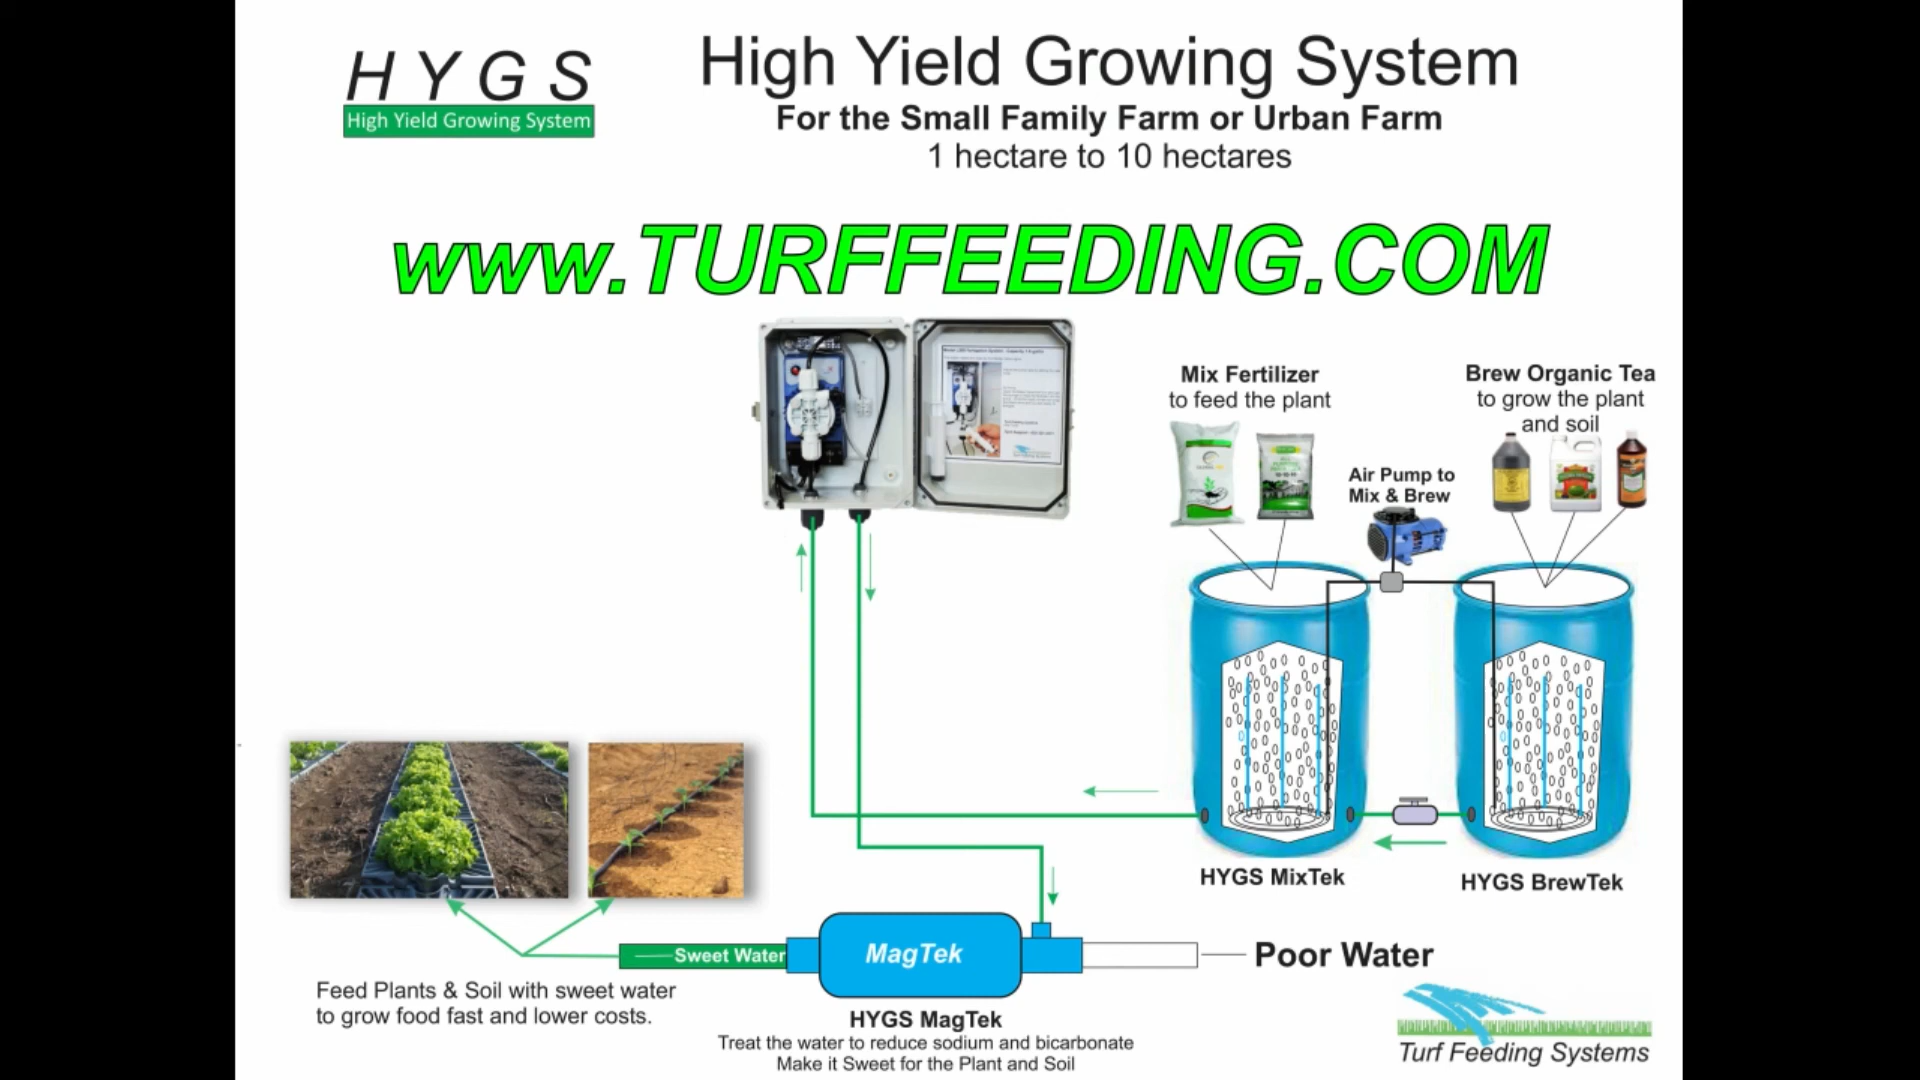 HYGS
High Yield Growing System
High Yield Growing System
For the Small Family Farm or Urban Farm
1 hectare to 10 hectares
www.TURFFEEDING.COM
Mix Fertilizer
to feed the plant
Brew Organic Tea
to grow the plant
and soil
Air Pump to
Mix & Brew
HYGS MixTek
HYGS BrewTek
Sweet Water
MagTek
Poor Water
Feed Plants & Soil with sweet water
to grow food fast and lower costs.
HYGS MagTek
Treat the water to reduce sodium and bicarbonate
Make it Sweet for the Plant and Soil
Turf Feeding Systems